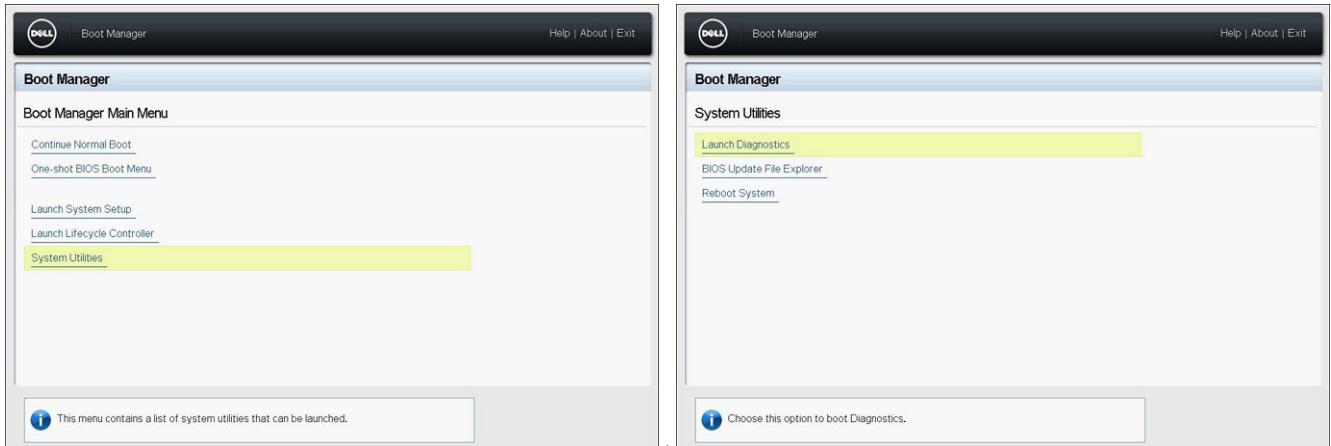 DELL
Boot Manager
Help | About | Exit
Boot Manager
Boot Manager Main Menu
Continue Normal Boot
One-shot BIOS Boot Menu
Launch System Setup
Launch Lifecycle Controller
System Utilities
This menu contains a list of system utilities that can be launched.
DELL
Boot Manager
Help | About | Exit
Boot Manager
System Utilities
Launch Diagnostics
BIOS Update File Explorer
Reboot System
Choose this option to boot Diagnostics.